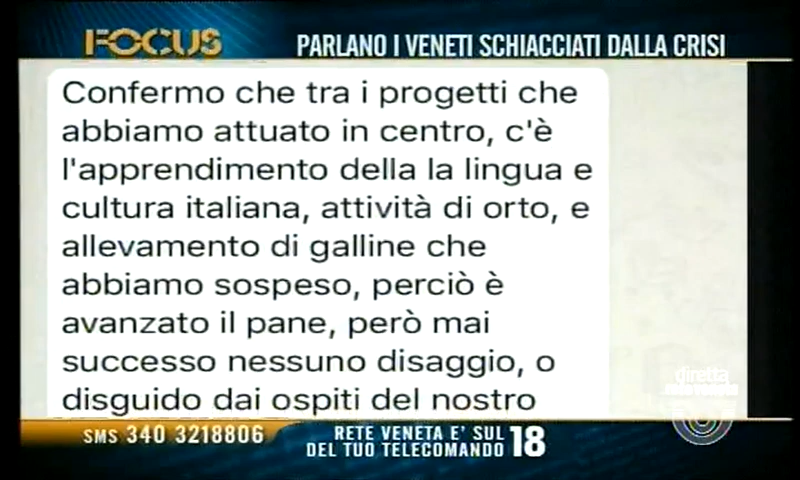 FOCUS
PARLANO I VENETI SCHIACCIATI DALLA CRISI
Confermo che tra i progetti che
abbiamo attuato in centro, c'è
l'apprendimento della la lingua e
cultura italiana, attività di orto, e
allevamento di galline che
abbiamo sospeso, perciò è
avanzato il pane, però mai
successo nessuno disaggio, o
disguido dai ospiti del nostro
diretta
SMS 340 3218806
RETE VENETA E' SUL
DEL TUO TELECOMANDO 18